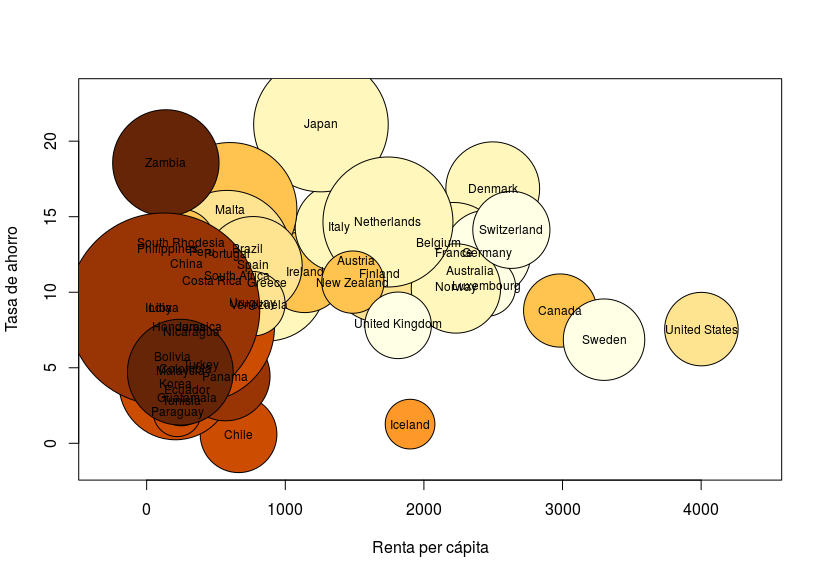 Japan
Zambia
Denmark
Malta
Netherlands
Italy
Switzerland
South Rhodesia
Belgium
Philippines
Peru
Brazil
Portugal
France
Germany
Austria
China
Spain
Australia
Ireland
Finland
South Africa
Costa Rica
Greece
New Zealand
Norway
Luxembourg
Libya
Uruguay
Venezuela
Canada
Honduras
Jamaica
Nicaragua
United Kingdom
United States
Sweden
Bolivia
Turkey
Malaysia
Korea
Panama
Ecuador
Guatamala
Tunisia
Paraguay
Chile
Iceland
20
15
10
5
0
Tasa de ahorro
0 1000 2000 3000 4000
Renta per cápita